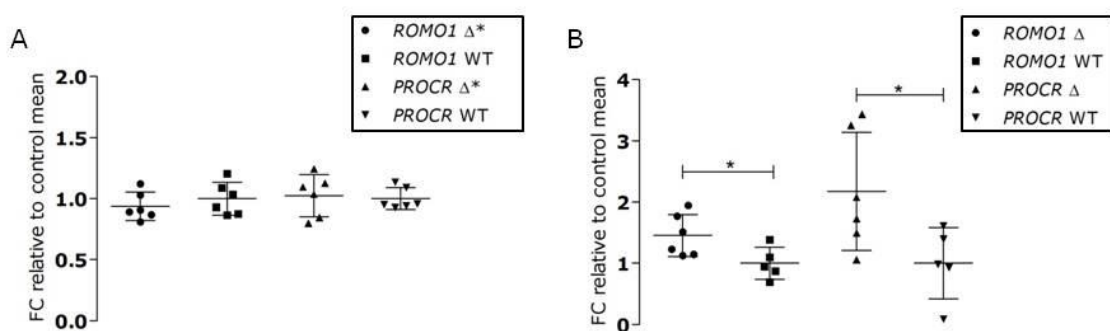 A
● ROMO1 Δ*
■ ROMO1 WT
▲ PROCR Δ*
▼ PROCR WT
FC relative to control mean
2.0
1.5
1.0
0.5
0.0
B
● ROMO1 Δ
■ ROMO1 WT
▲ PROCR Δ
▼ PROCR WT
FC relative to control mean
4
3
2
1
0
*
*